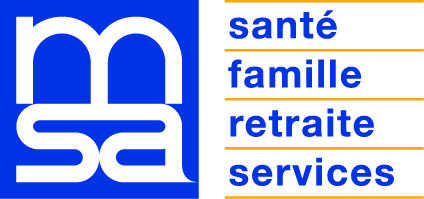 msa
santé
famille
retraite
services